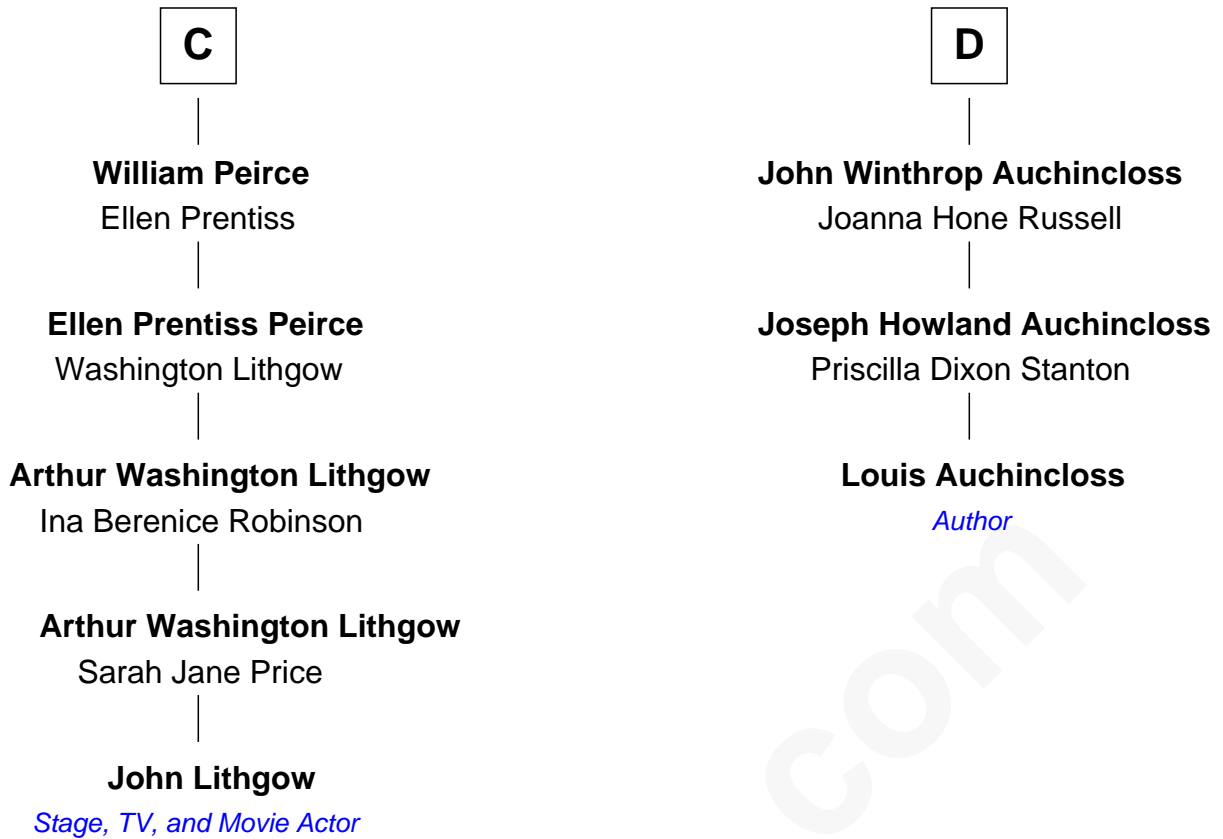 C
William Peirce
Ellen Prentiss
Ellen Prentiss Peirce
Washington Lithgow
Arthur Washington Lithgow
Ina Berenice Robinson
Arthur Washington Lithgow
Sarah Jane Price
John Lithgow
Stage, TV, and Movie Actor
D
John Winthrop Auchincloss
Joanna Hone Russell
Joseph Howland Auchincloss
Priscilla Dixon Stanton
Louis Auchincloss
Author
com